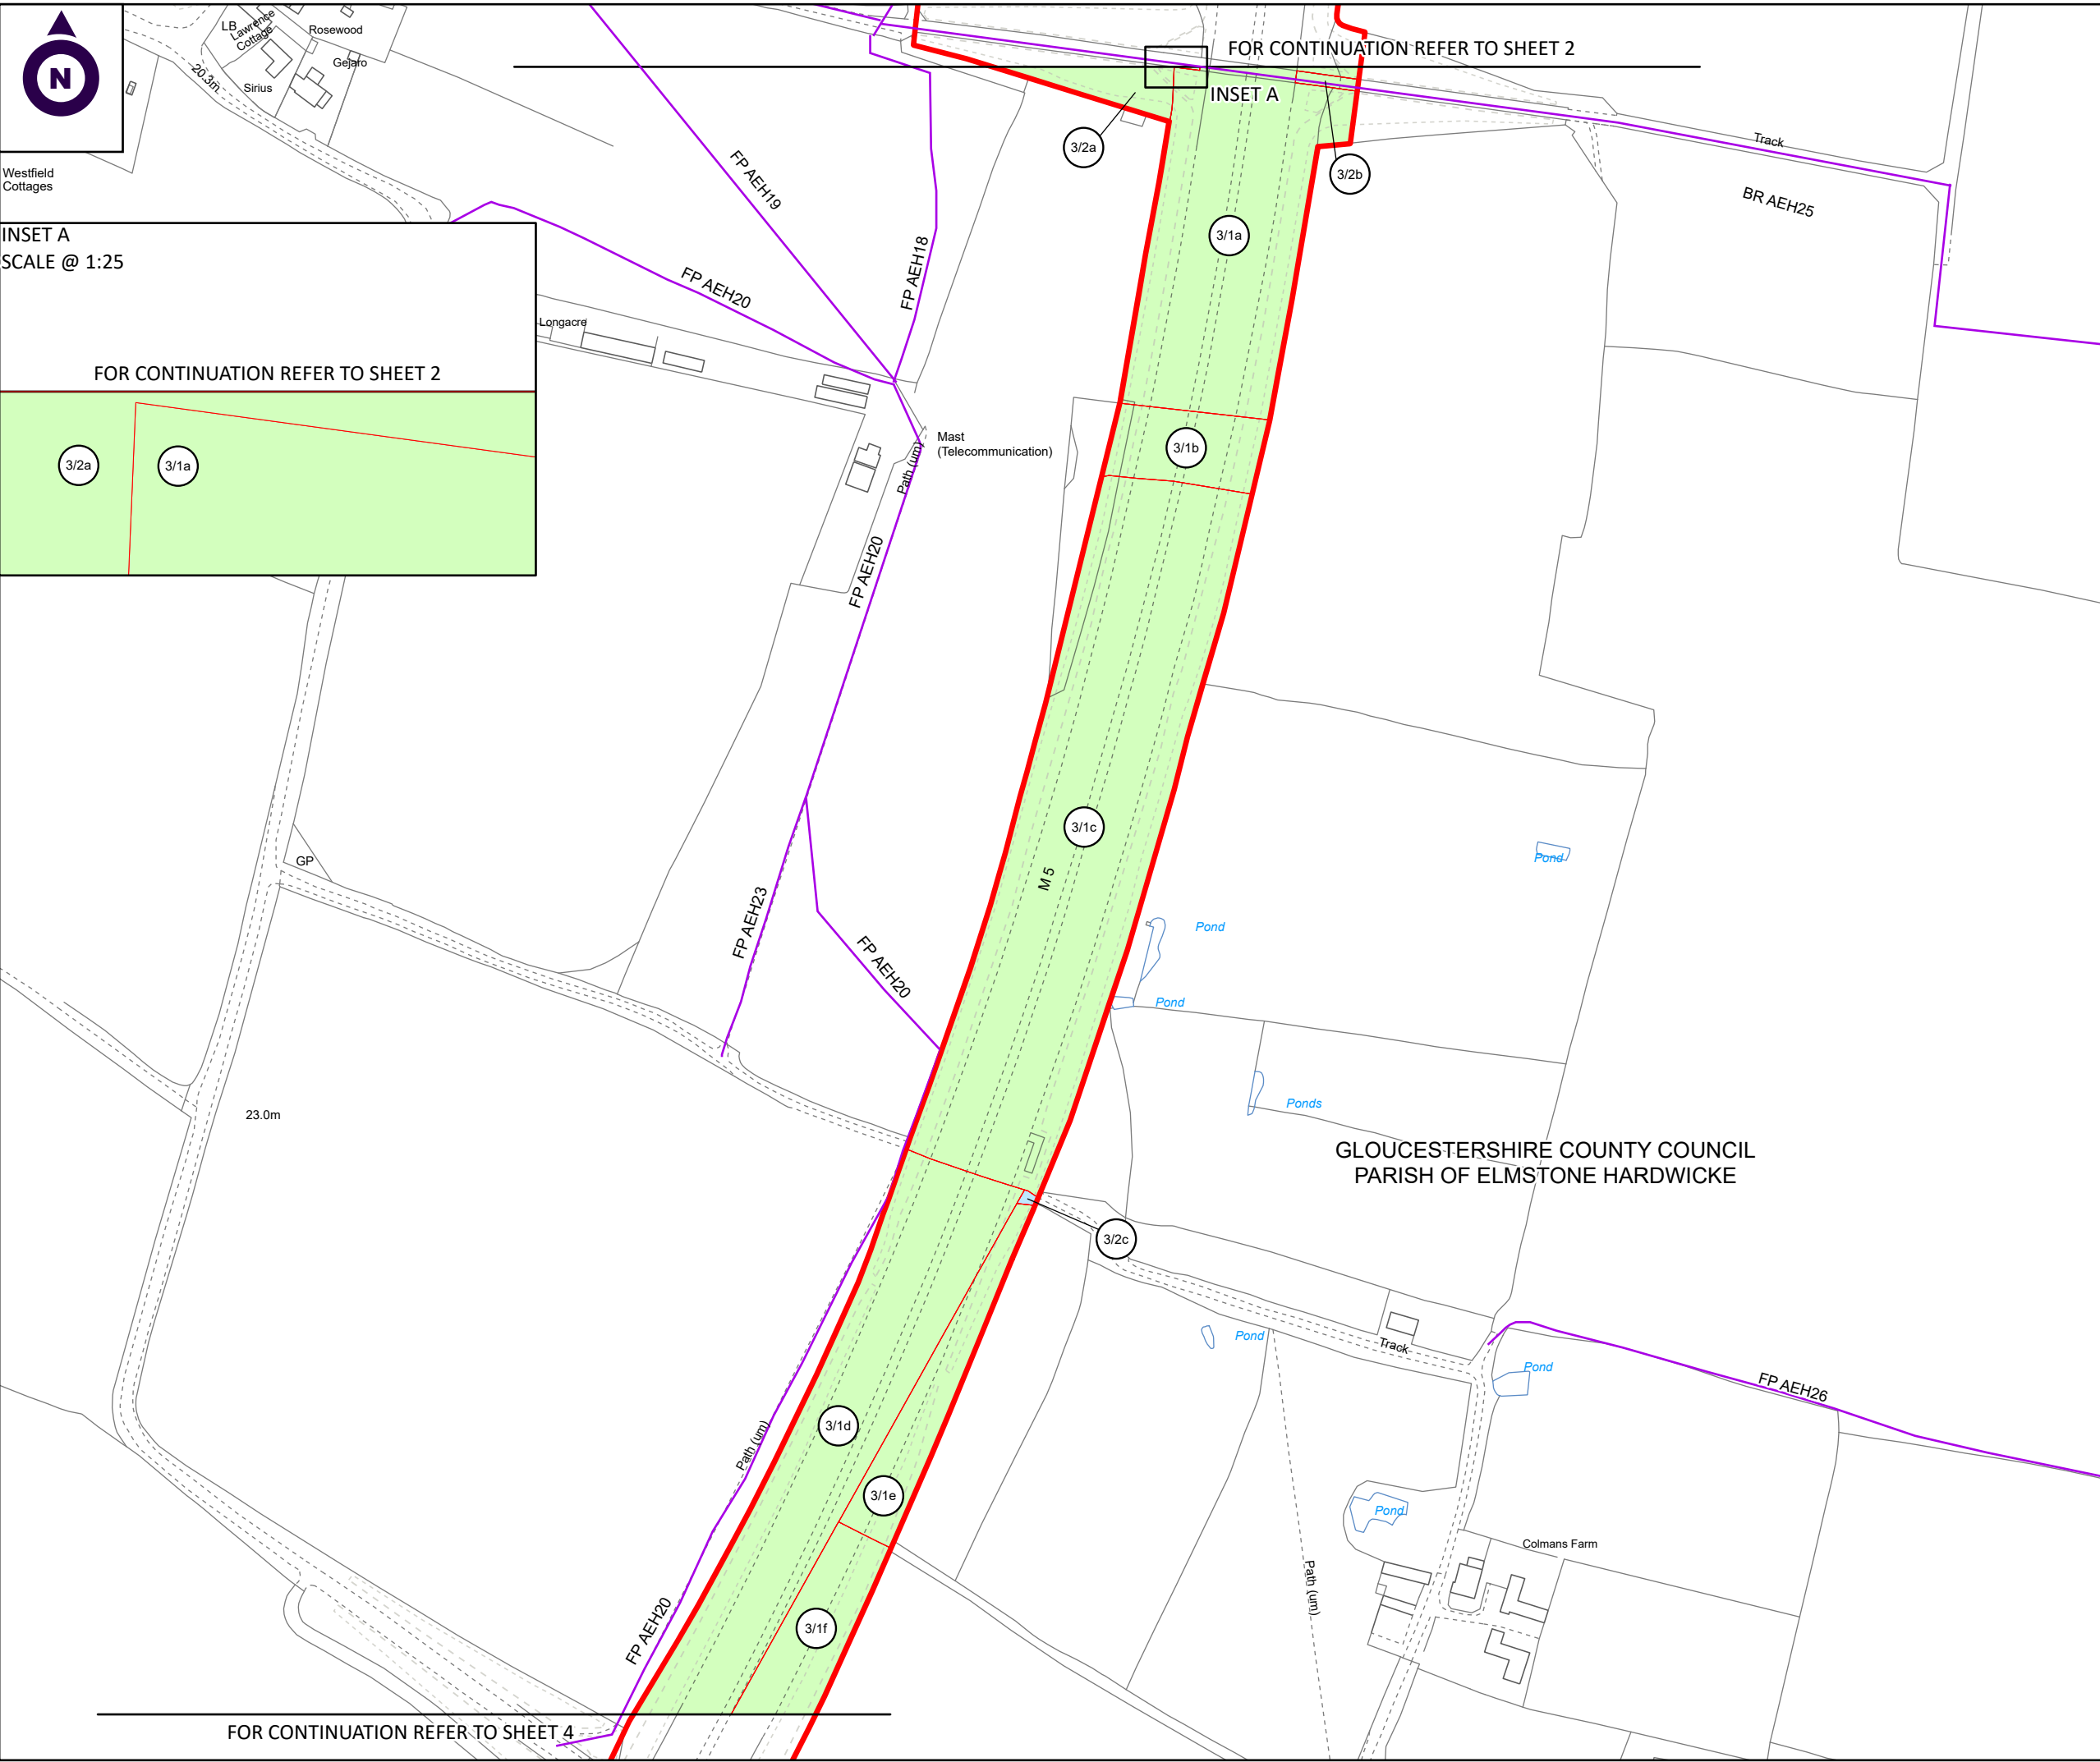 N
LB
Lawrence
Cottage
Rosewood
Gejaro
Sirius
20.3m
Westfield
Cottages
FOR CONTINUATION REFER TO SHEET 2
INSET A
3/2a
3/2b
Track
BR AEH25
FP AEH19
FP AEH18
FP AEH20
3/1a
INSET A
SCALE @ 1:25
FOR CONTINUATION REFER TO SHEET 2
3/2a
3/1a
Longacre
Mast
(Telecommunication)
Path (um)
3/1b
FP AEH20
3/1c
M 5
GP
FP AEH23
FP AEH20
Pond
Pond
Pond
Ponds
23.0m
GLOUCESTERSHIRE COUNTY COUNCIL
PARISH OF ELMSTONE HARDWICKE
3/2c
Pond
Track
Pond
FP AEH26
3/1d
Path (um)
3/1e
Pond
Colmans Farm
Path (um)
3/1f
FP AEH20
FOR CONTINUATION REFER TO SHEET 4